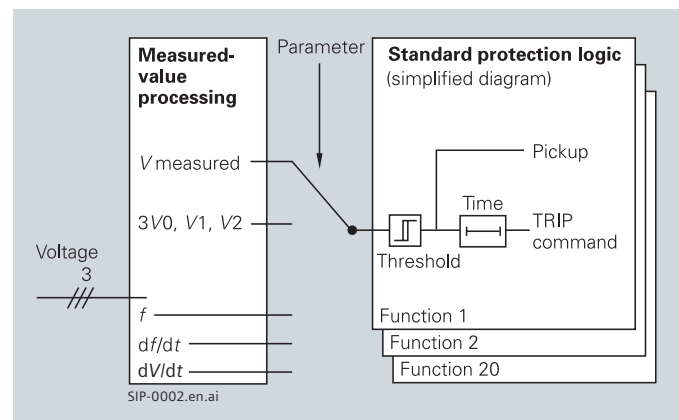 Measured-
value
processing
Parameter
Standard protection logic
(simplified diagram)
V measured
Pickup
3V0, V1, V2
Time
TRIP
command
Voltage
3
Threshold
f
df/dt
dV/dt
Function 1
Function 2
Function 20
SIP-0002.en.ai